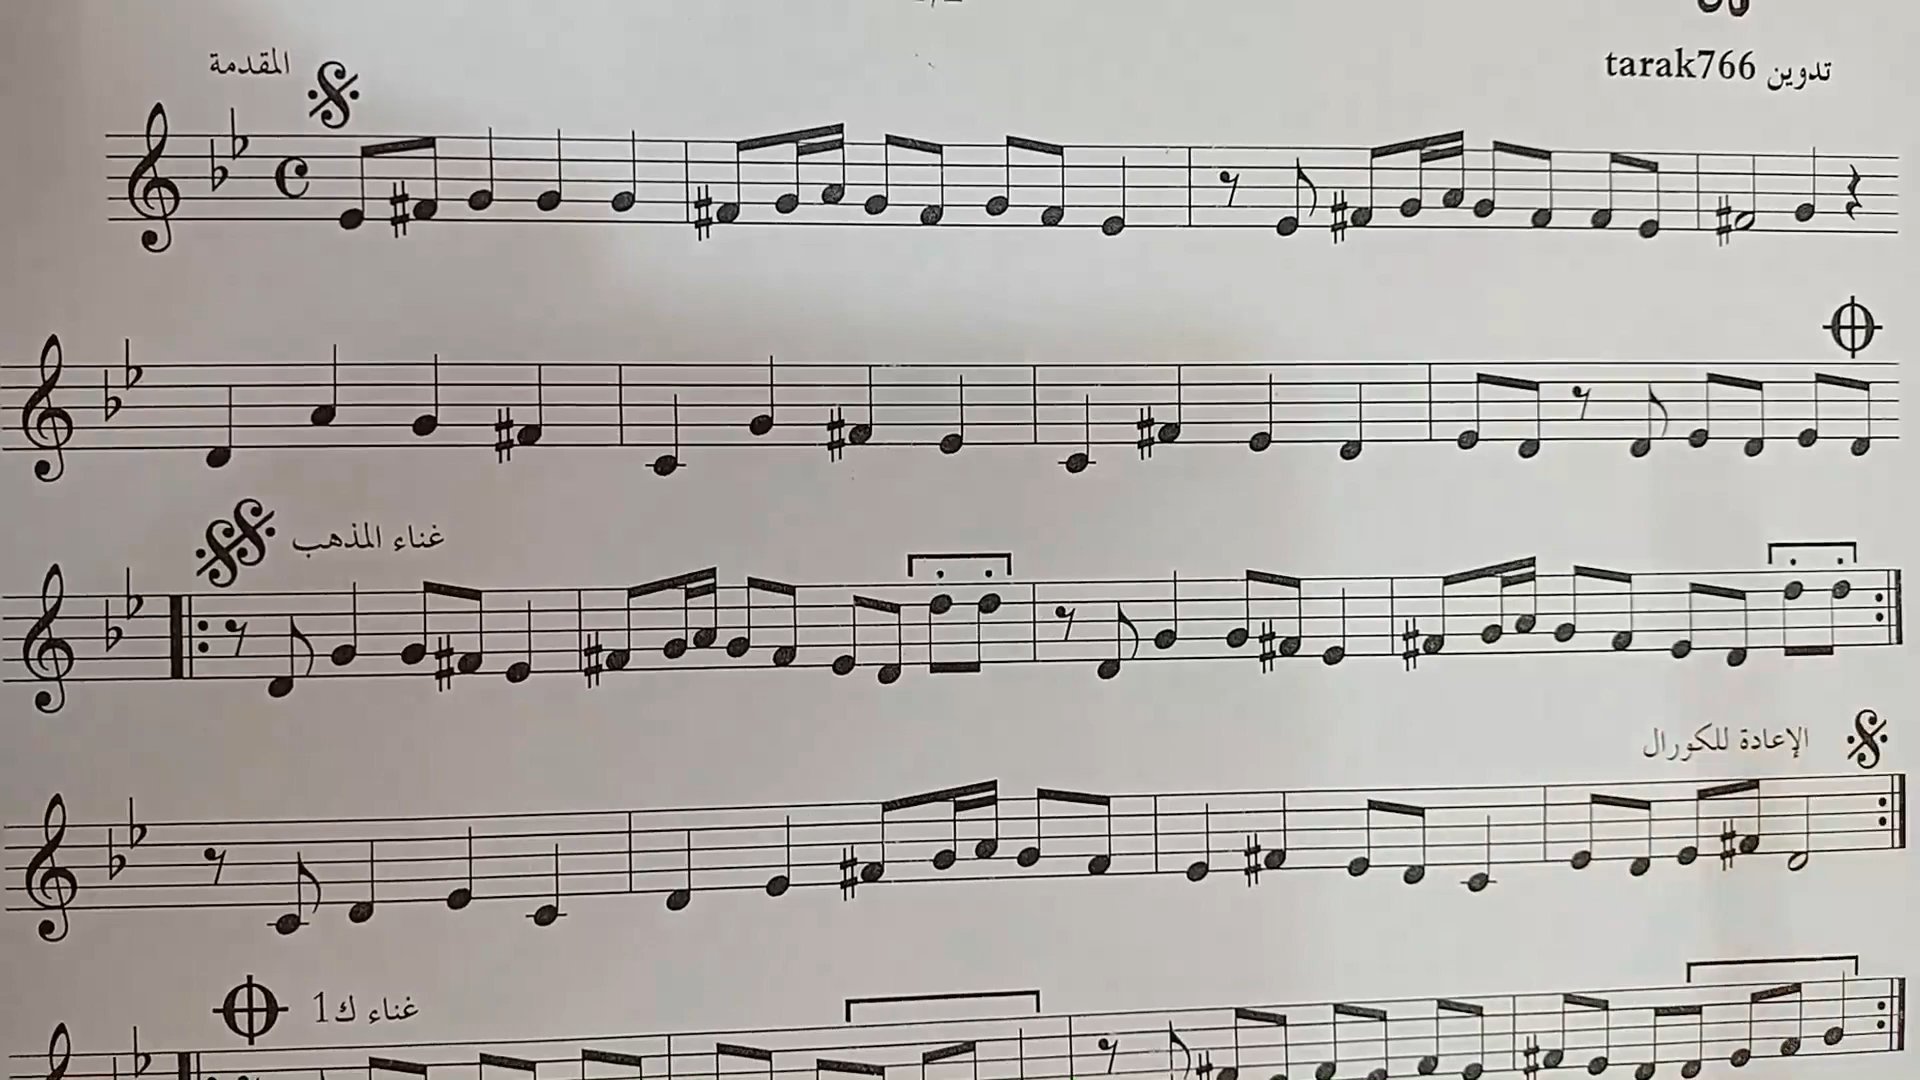 المقدمة
تدوين tarak766
غناء المذهب
الإعادة للكورال
غناء ك1